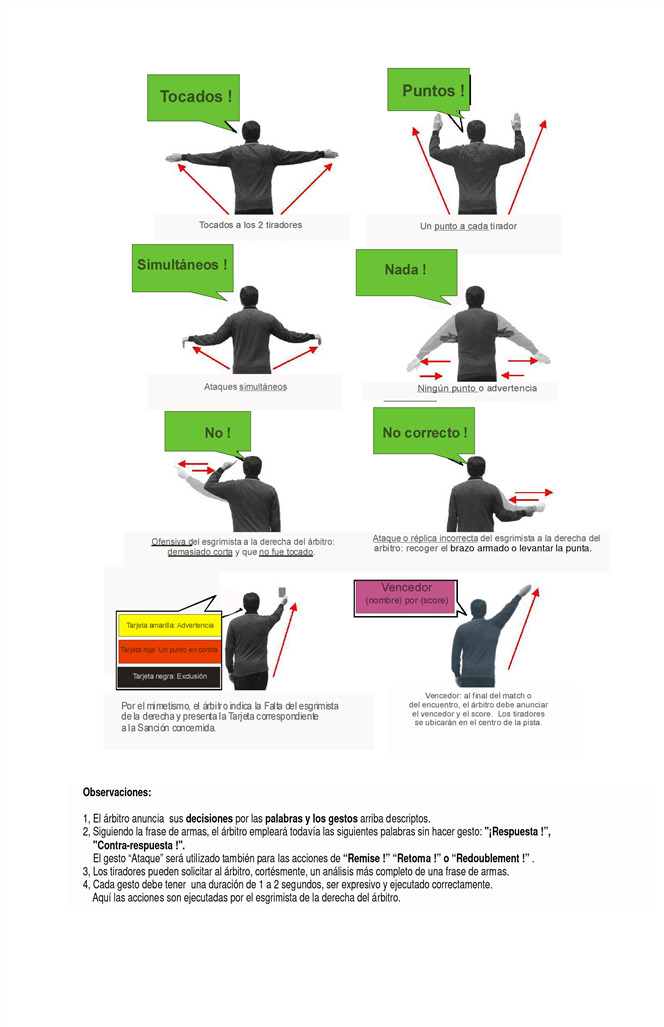 Tocados !
Puntos !
Tocados a los 2 tiradores
Un punto a cada tirador
Simultáneos !
Nada !
Ataques simultáneos
Ningún punto o advertencia
No !
No correcto !
Ofensiva del esgrimista a la derecha del árbitro:
demasiado corta y que no fue tocado.
Ataque o réplica incorrecta del esgrimista a la derecha del
arbitro: recoger el brazo armado o levantar la punta.
Tarjeta amarilla: Advertencia
Tarjeta roja: Un punto en contra
Tarjeta negra: Exclusión
Vencedor
(nombre) por (score)
Por el mimetismo, el árbitro indica la Falta del esgrimista
de la derecha y presenta la Tarjeta correspondiente
a la Sanción concernida.
Vencedor: al final del match o
del encuentro, el árbitro debe anunciar
el vencedor y el score. Los tiradores
se ubicarán en el centro de la pista.
Observaciones:
1, El árbitro anuncia sus decisiones por las palabras y los gestos arriba descriptos.
2, Siguiendo la frase de armas, el árbitro empleará todavía las siguientes palabras sin hacer gesto: "¡Respuesta !”,
"Contra-respuesta !".
El gesto “Ataque” será utilizado también para las acciones de “Remise !” “Retoma !” o “Redoublement !” .
3, Los tiradores pueden solicitar al árbitro, cortésmente, un análisis más completo de una frase de armas.
4, Cada gesto debe tener una duración de 1 a 2 segundos, ser expresivo y ejecutado correctamente.
Aquí las acciones son ejecutadas por el esgrimista de la derecha del árbitro.